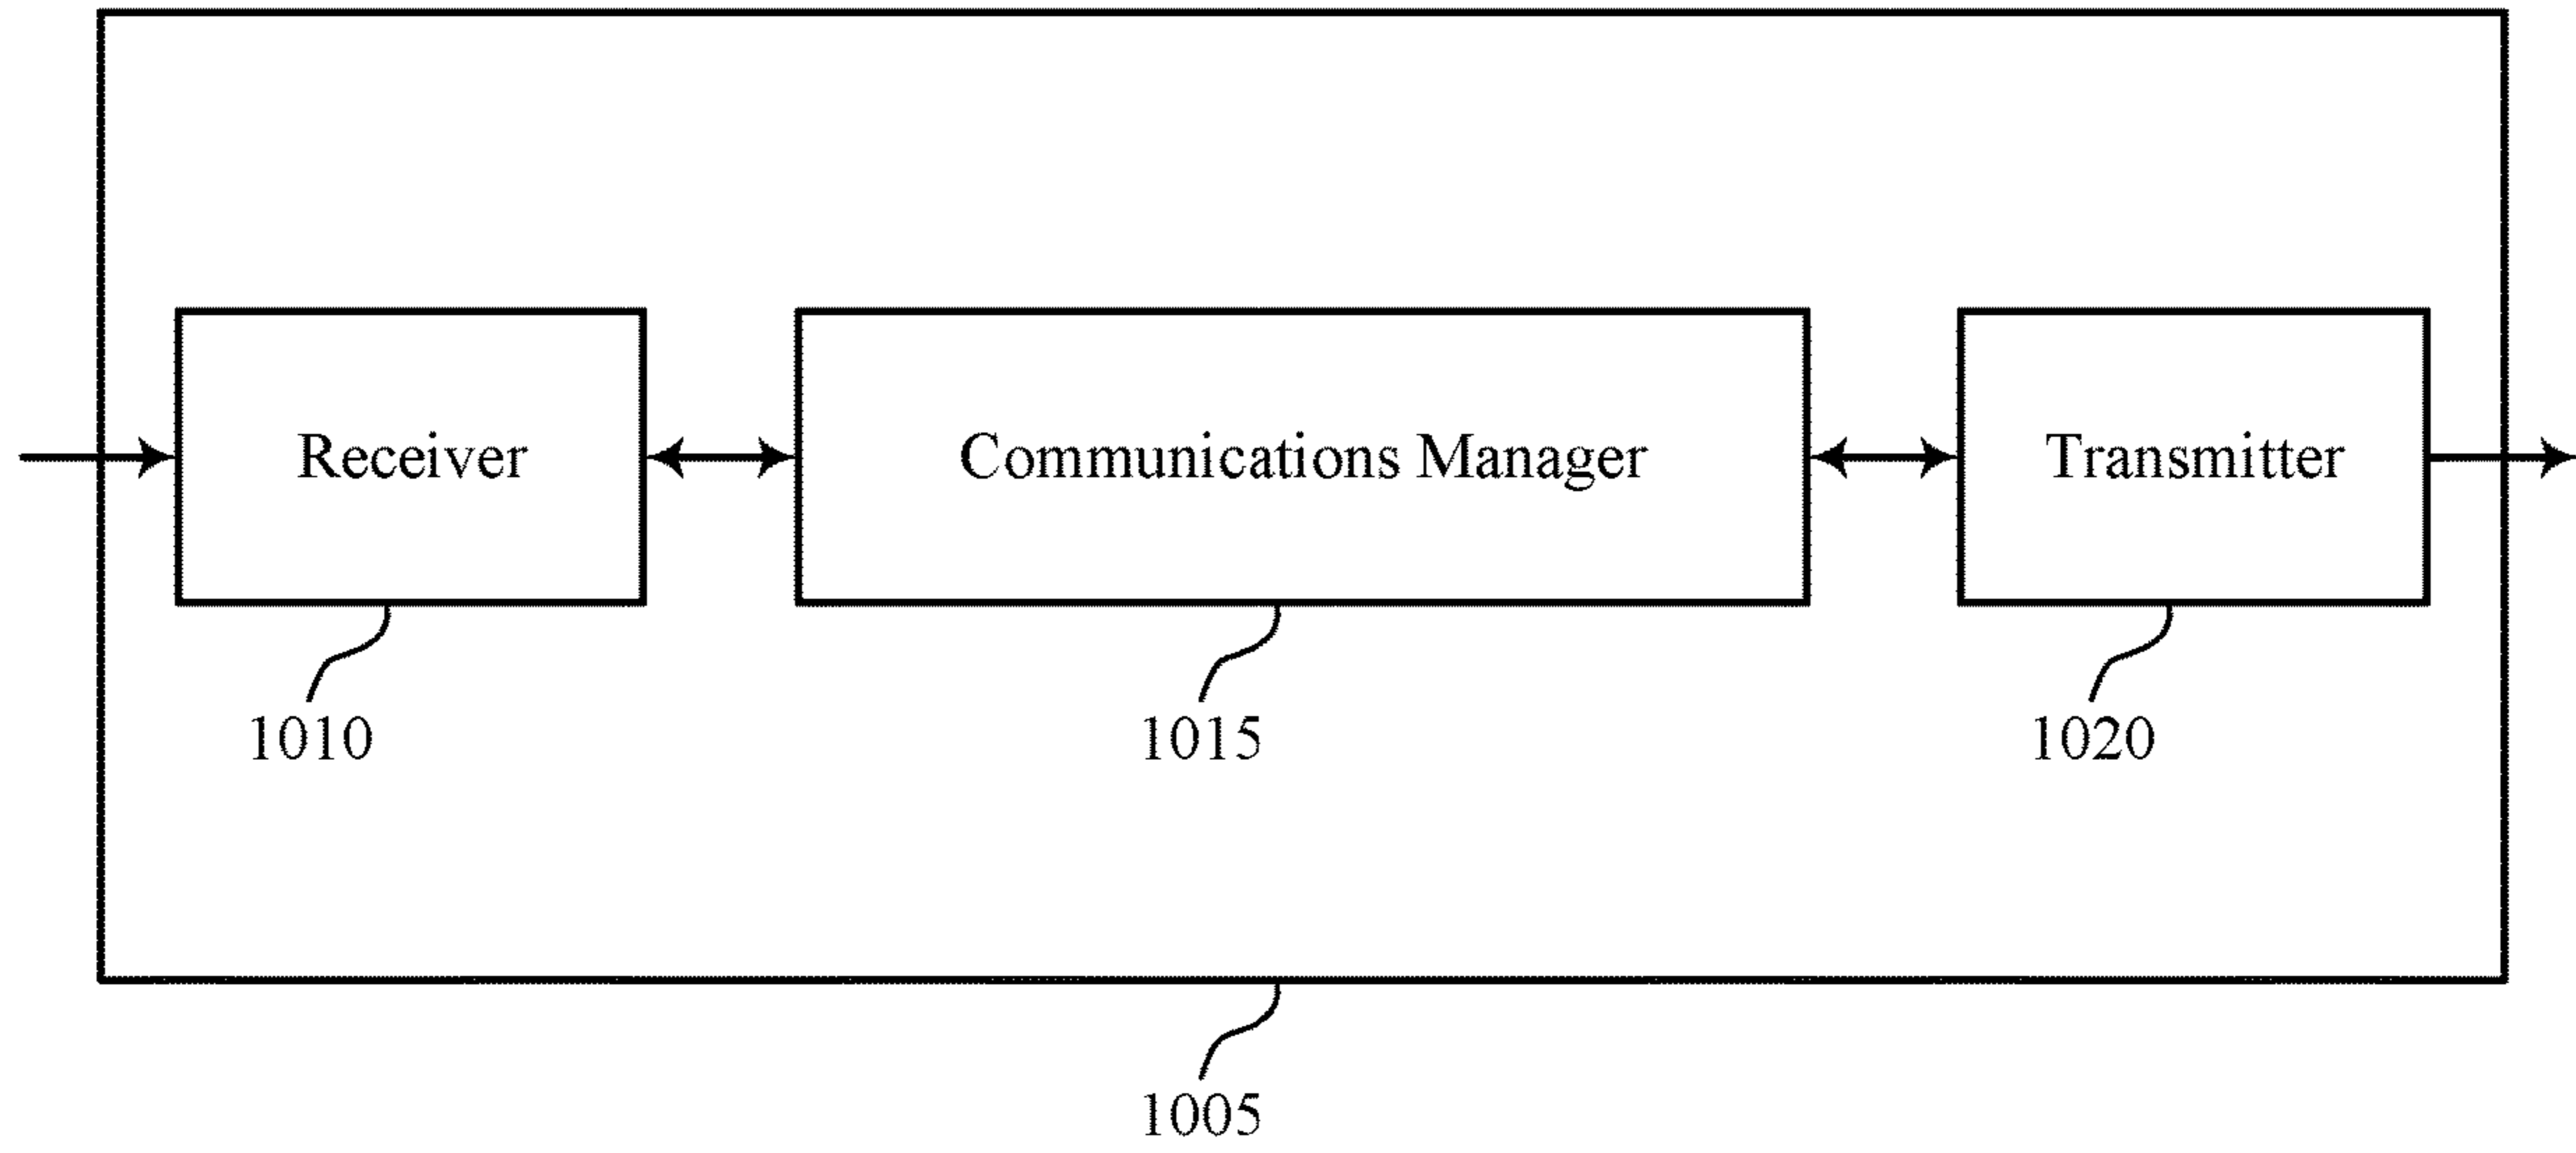 Receiver
Communications Manager
Transmitter
1010
1015
1020
1005